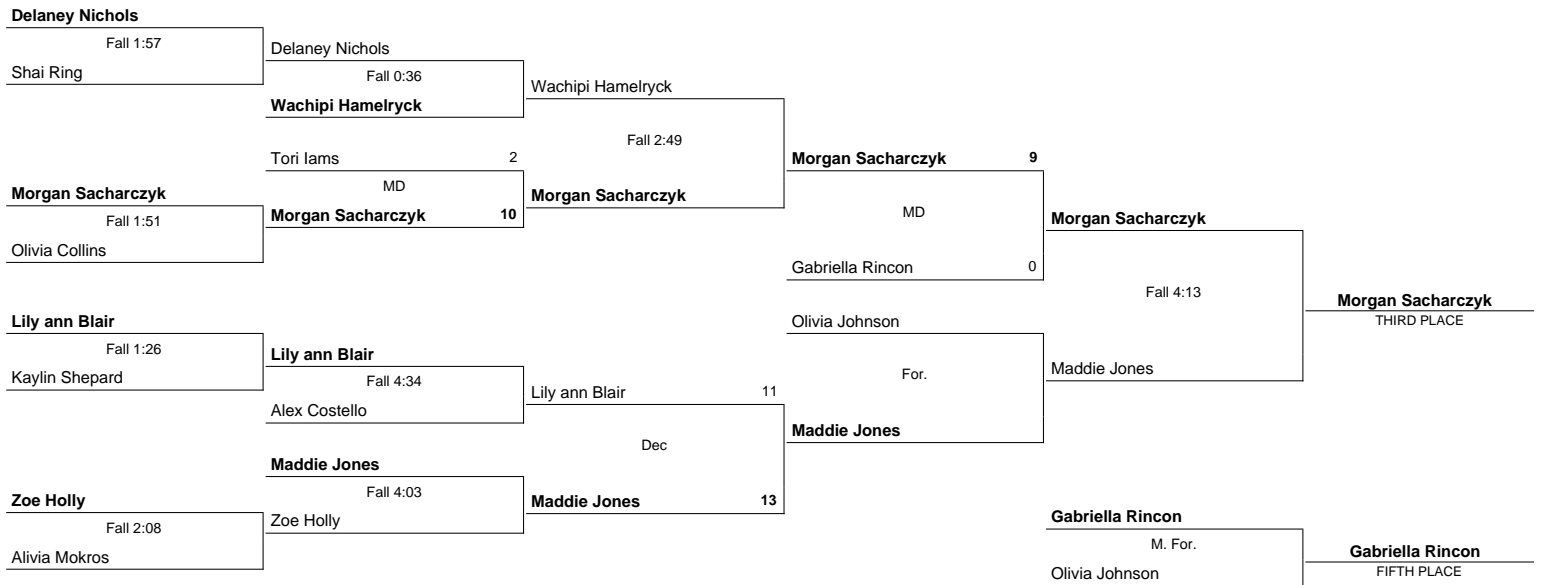 Delaney Nichols
Fall 1:57
Shai Ring
Delaney Nichols
Fall 0:36
Wachipi Hamelryck
Wachipi Hamelryck
Fall 2:49
Morgan Sacharczyk
Tori Iams 2
MD
Morgan Sacharczyk 10
Morgan Sacharczyk
Fall 1:51
Olivia Collins
Morgan Sacharczyk 9
MD
Gabriella Rincon 0
Morgan Sacharczyk
Fall 4:13
Maddie Jones
Morgan Sacharczyk
THIRD PLACE
Lily ann Blair
Fall 1:26
Kaylin Shepard
Lily ann Blair
Fall 4:34
Alex Costello
Lily ann Blair 11
Dec
Maddie Jones 13
Olivia Johnson
For.
Maddie Jones
Maddie Jones
Fall 4:03
Zoe Holly
Zoe Holly
Fall 2:08
Alivia Mokros
Gabriella Rincon
M. For.
Olivia Johnson
Gabriella Rincon
FIFTH PLACE